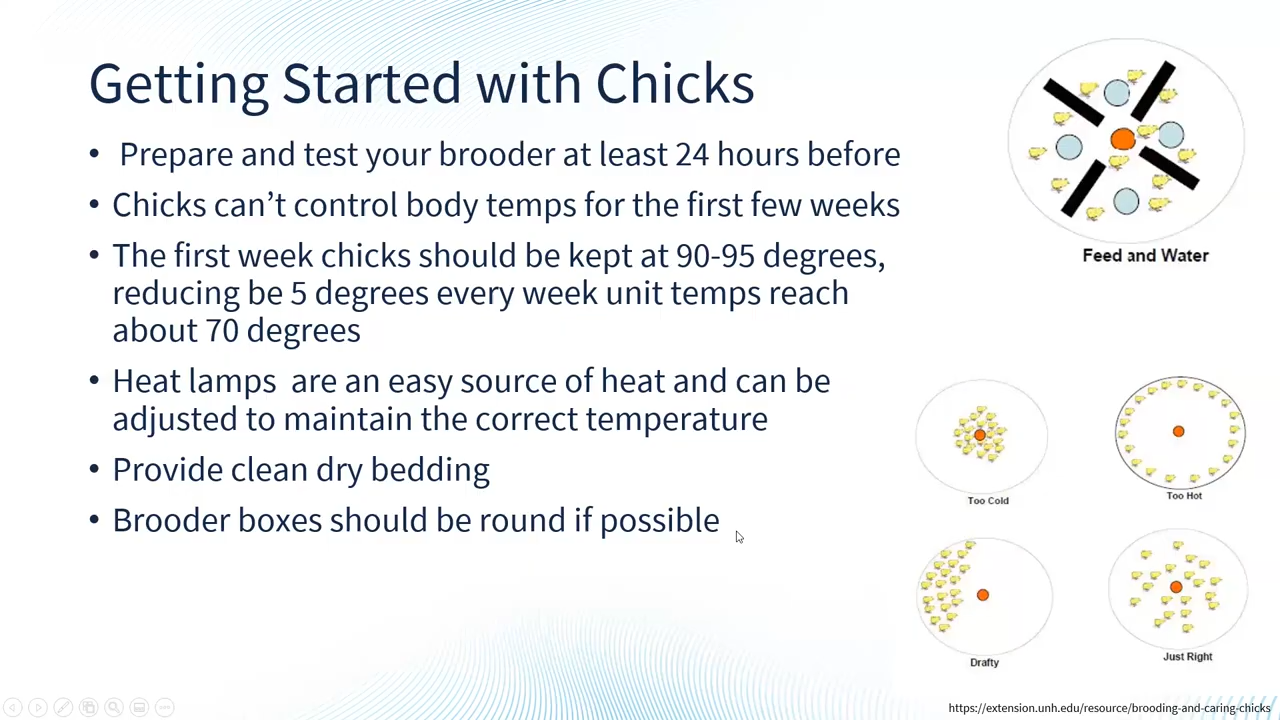 Getting Started with Chicks
• Prepare and test your brooder at least 24 hours before
• Chicks can’t control body temps for the first few weeks
• The first week chicks should be kept at 90-95 degrees,
reducing be 5 degrees every week unit temps reach
about 70 degrees
• Heat lamps are an easy source of heat and can be
adjusted to maintain the correct temperature
• Provide clean dry bedding
• Brooder boxes should be round if possible
Feed and Water
Too Cold
Too Hot
Drafty
Just Right
https://extension.unh.edu/resource/brooding-and-caring-chicks